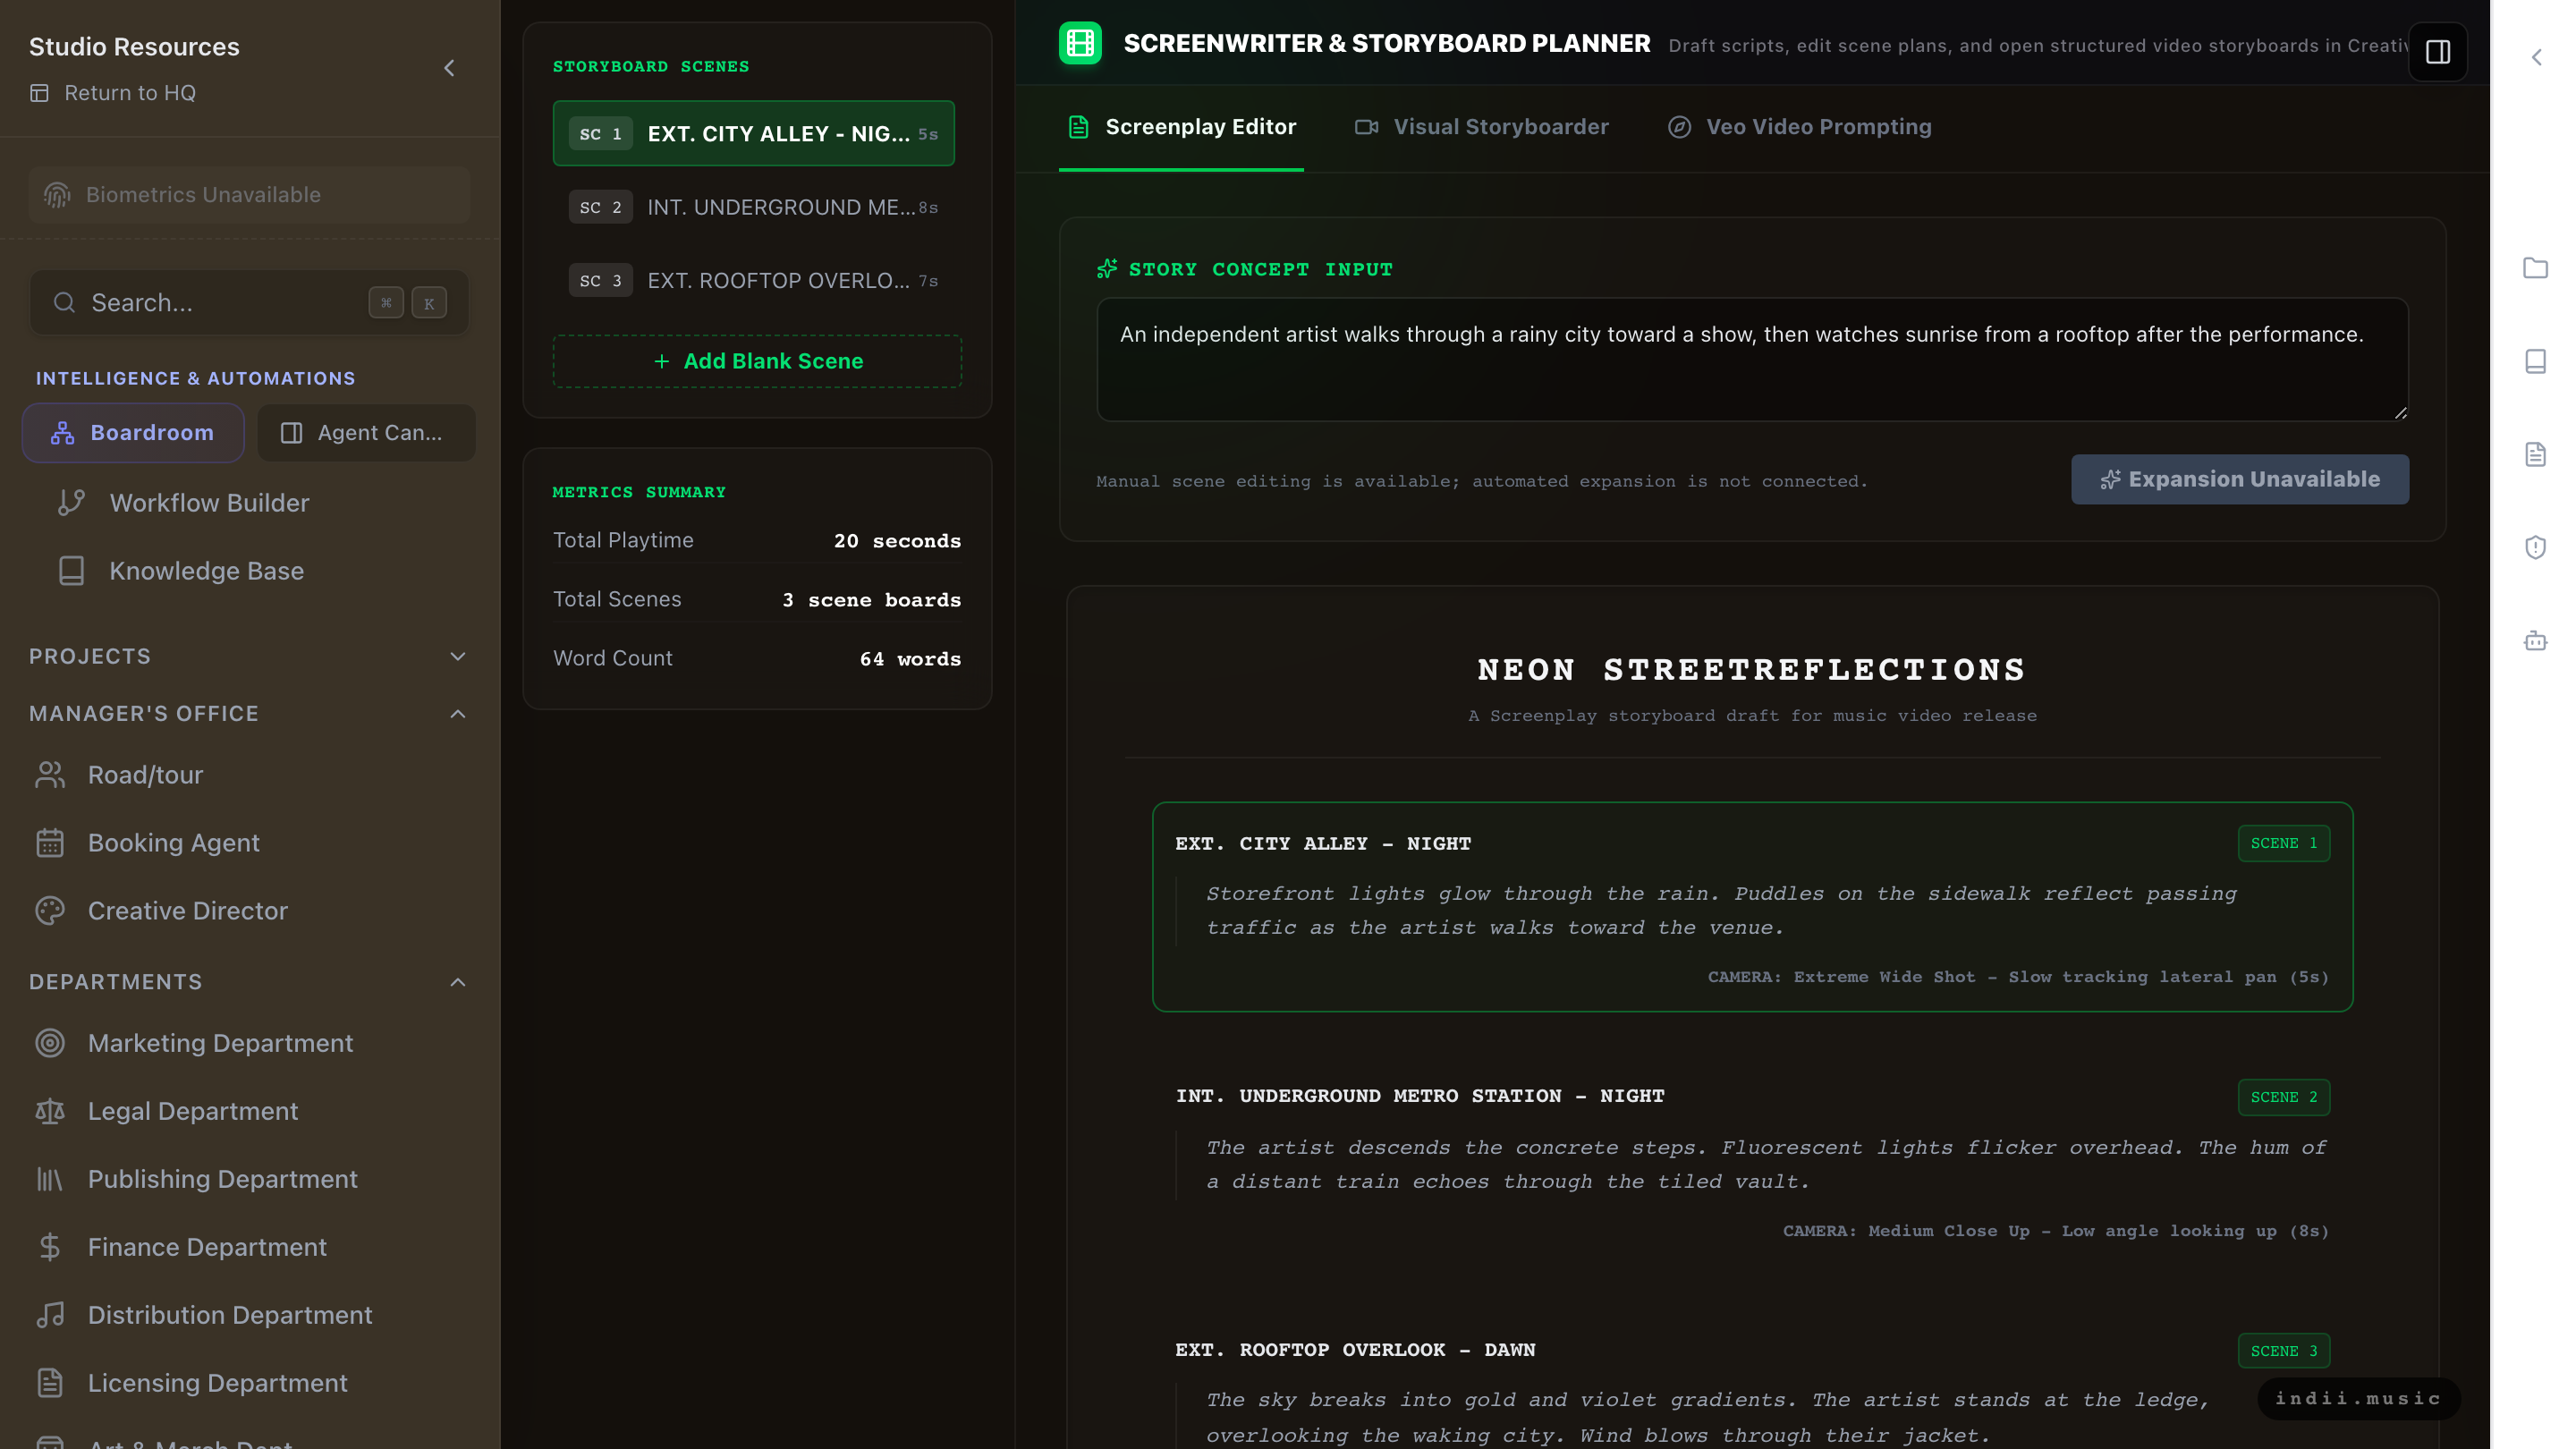 Studio Resources
Return to HQ
Biometrics Unavailable
Search...
⌘ K
INTELLIGENCE & AUTOMATIONS
Boardroom
Agent Can...
Workflow Builder
Knowledge Base
PROJECTS
MANAGER'S OFFICE
Road/tour
Booking Agent
Creative Director
DEPARTMENTS
Marketing Department
Legal Department
Publishing Department
Finance Department
Distribution Department
Licensing Department
Art & Merch Dept
STORYBOARD SCENES
SC 1 EXT. CITY ALLEY - NIG... 5s
SC 2 INT. UNDERGROUND ME... 8s
SC 3 EXT. ROOFTOP OVERLO... 7s
+ Add Blank Scene
METRICS SUMMARY
Total Playtime 20 seconds
Total Scenes 3 scene boards
Word Count 64 words
SCREENWRITER & STORYBOARD PLANNER
Draft scripts, edit scene plans, and open structured video storyboards in Creativ
Screenplay Editor
Visual Storyboarder
Veo Video Prompting
STORY CONCEPT INPUT
An independent artist walks through a rainy city toward a show, then watches sunrise from a rooftop after the performance.
Manual scene editing is available; automated expansion is not connected.
Expansion Unavailable
NEON STREETREFLECTIONS
A Screenplay storyboard draft for music video release
EXT. CITY ALLEY - NIGHT
SCENE 1
Storefront lights glow through the rain. Puddles on the sidewalk reflect passing
traffic as the artist walks toward the venue.
CAMERA: Extreme Wide Shot - Slow tracking lateral pan (5s)
INT. UNDERGROUND METRO STATION - NIGHT
SCENE 2
The artist descends the concrete steps. Fluorescent lights flicker overhead. The hum of
a distant train echoes through the tiled vault.
CAMERA: Medium Close Up - Low angle looking up (8s)
EXT. ROOFTOP OVERLOOK - DAWN
SCENE 3
The sky breaks into gold and violet gradients. The artist stands at the ledge,
overlooking the waking city. Wind blows through their jacket.
indii.music